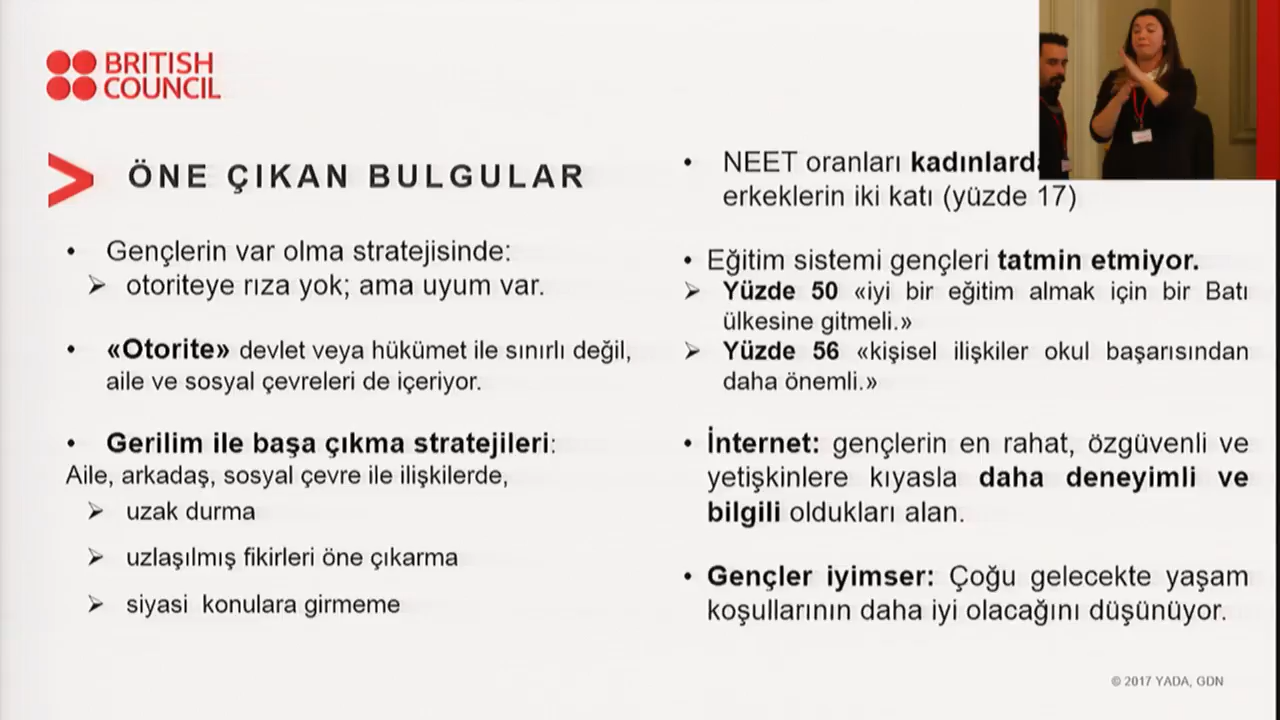 BRITISH
COUNCIL
ÖNE ÇIKAN BULGULAR
• Gençlerin var olma stratejisinde:
➢ otoriteye rıza yok; ama uyum var.
• «Otorite» devlet veya hükümet ile sınırlı değil,
aile ve sosyal çevreleri de içeriyor.
• Gerilim ile başa çıkma stratejileri:
Aile, arkadaş, sosyal çevre ile ilişkilerde,
➢ uzak durma
➢ uzlaşılmış fikirleri öne çıkarma
➢ siyasi konulara girmeme
• NEET oranları
erkeklerin iki katı (yüzde 17)
• Eğitim sistemi gençleri tatmin etmiyor.
➢ Yüzde 50 «iyi bir eğitim almak için bir Batı
ülkesine gitmeli.»
➢ Yüzde 56 «kişisel ilişkiler okul başarısından
daha önemli.»
• İnternet: gençlerin en rahat, özgüvenli ve
yetişkinlere kıyasla daha deneyimli ve
bilgili oldukları alan.
• Gençler iyimser: Çoğu gelecekte yaşam
koşullarının daha iyi olacağını düşünüyor.
© 2017 YADA, GDN